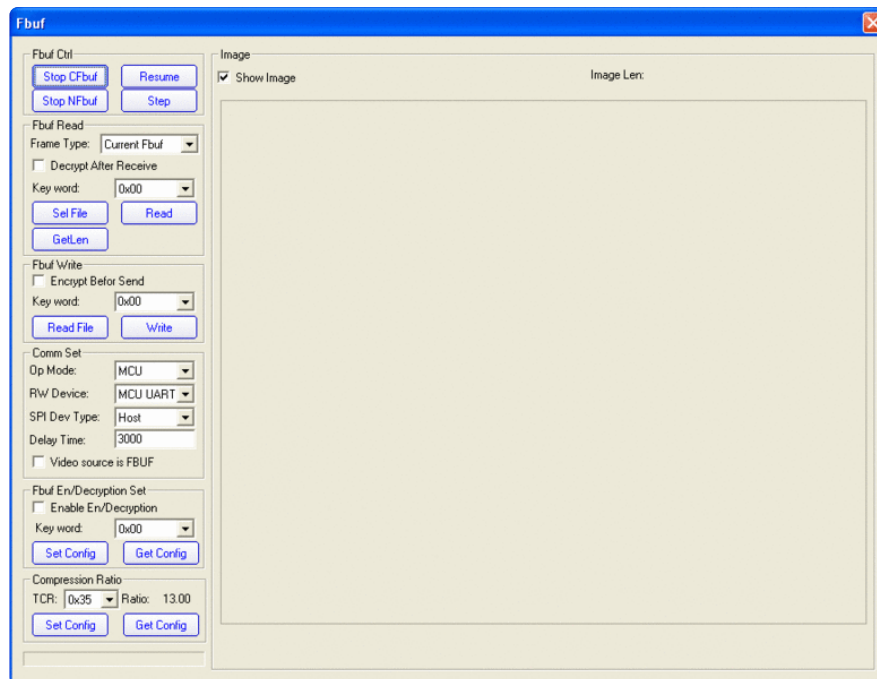 Fbuf
Fbuf Ctrl
Stop CFbuf Resume
Stop NFbuf Step
Fbuf Read
Frame Type: Current Fbuf
Decrypt After Receive
Key word: 0x00
Sel File Read
GetLen
Fbuf Write
Encrypt Befor Send
Key word: 0x00
Read File Write
Comm Set
Op Mode: MCU
RW Device: MCU UART
SPI Dev Type: Host
Delay Time: 3000
Video source is FBUF
Fbuf En/Decryption Set
Enable En/Decryption
Key word: 0x00
Set Config Get Config
Compression Ratio
TCR: 0x35 Ratio: 13.00
Set Config Get Config
Image
Show Image Image Len: